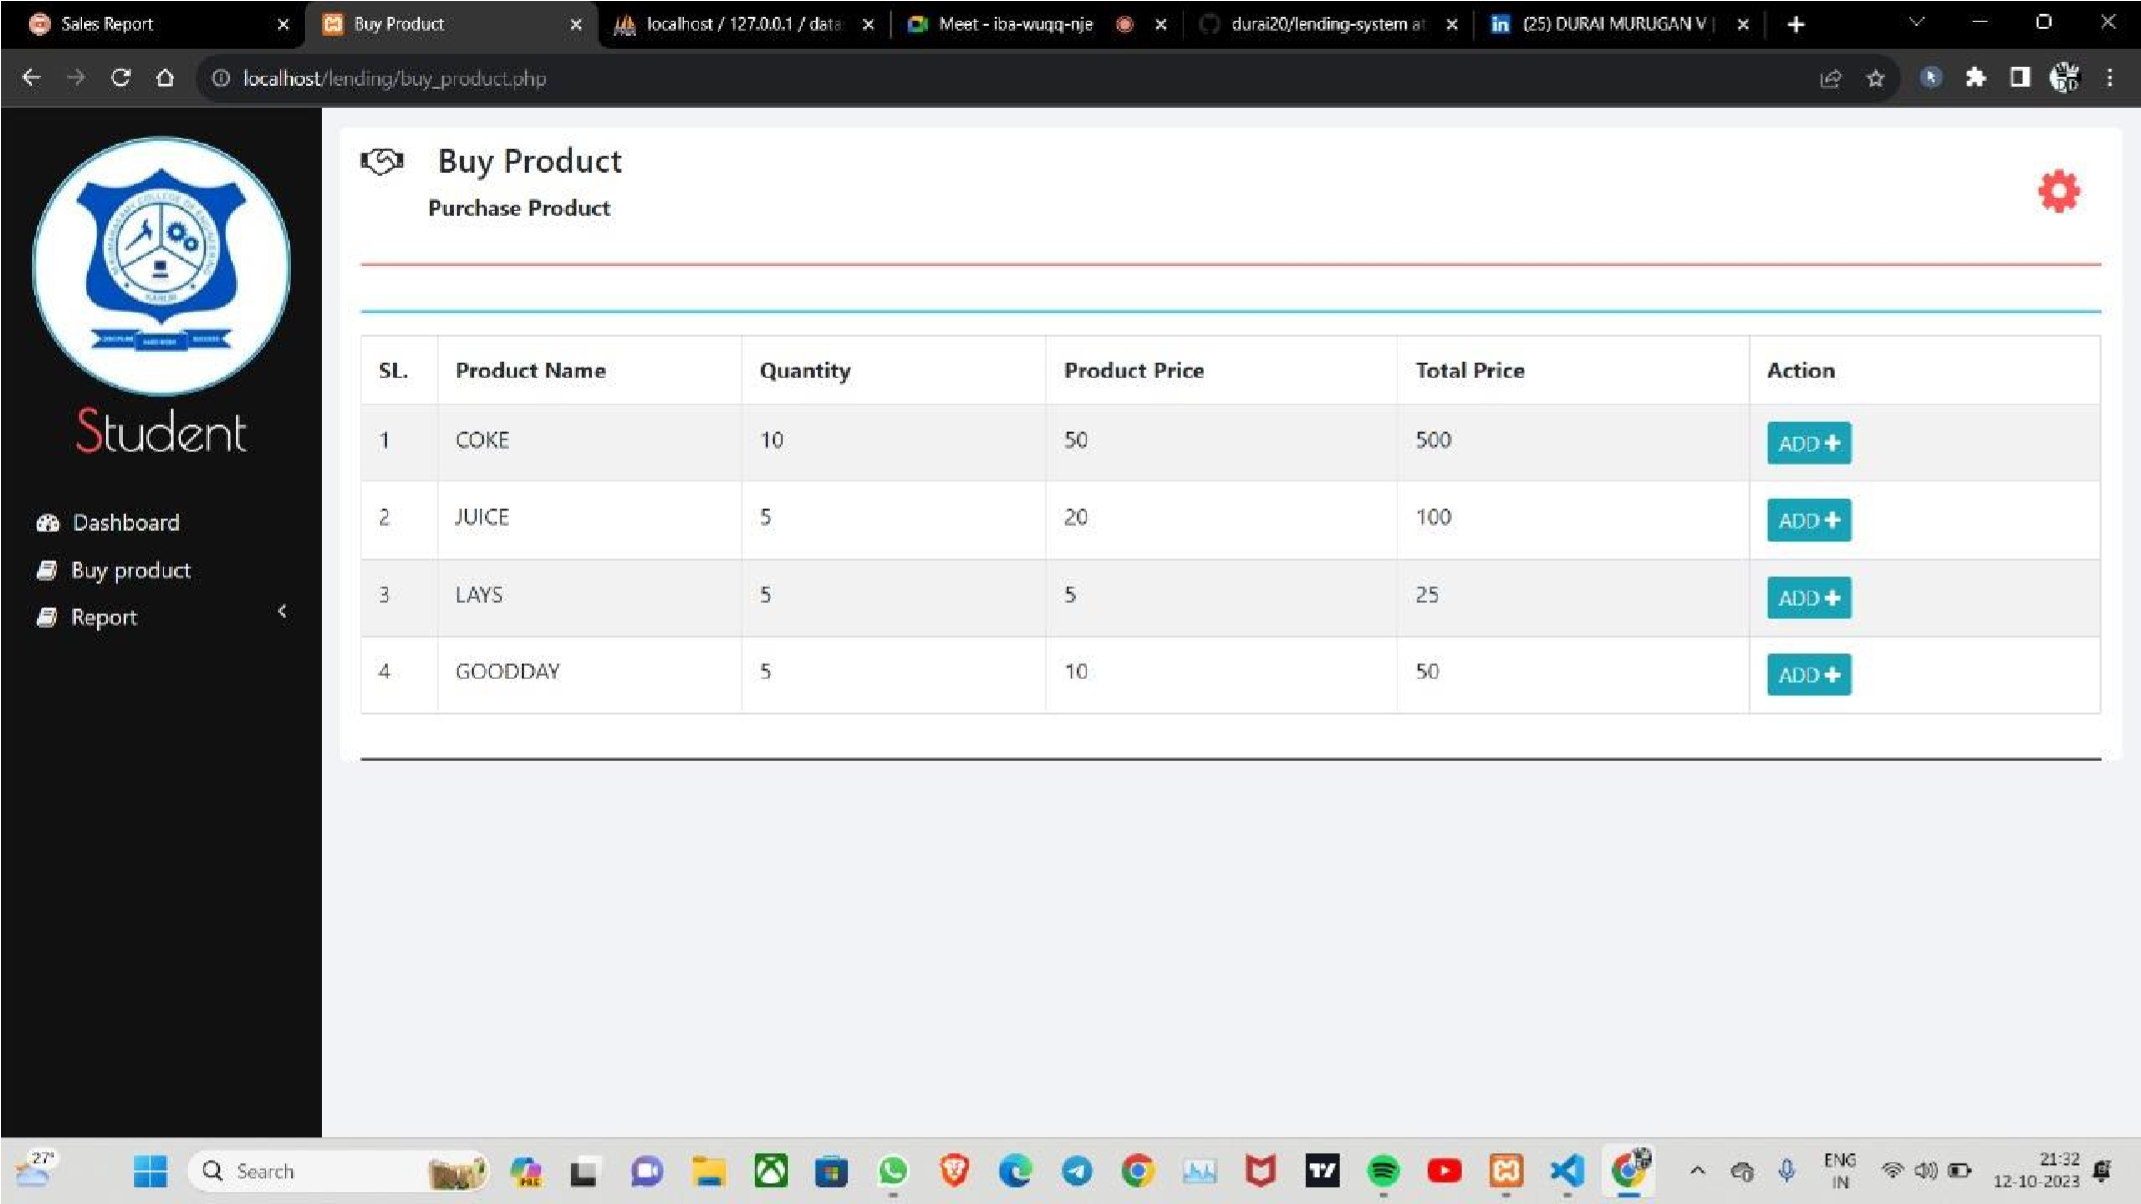 Sales Report
Buy Product
localhost / 127.0.0.1 / data
Meet - iba-wuqq-nje
durai20/lending-system at
(25) DURAI MURUGAN V |
localhost/lending/buy_product.php
Buy Product
Purchase Product
Student
Dashboard
Buy product
Report
SL. Product Name Quantity Product Price Total Price Action
1 COKE 10 50 500 ADD
2 JUICE 5 20 100 ADD
3 LAYS 5 5 25 ADD
4 GOODDAY 5 10 50 ADD
27°
Search
PRE
ENG
IN
21:32
12-10-2023